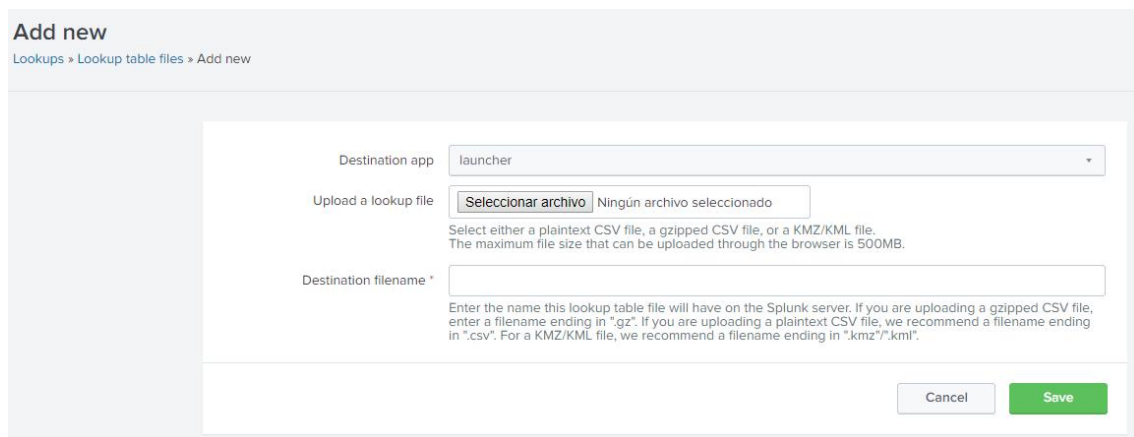 Add new
Lookups » Lookup table files » Add new
Destination app launcher
Upload a lookup file Seleccionar archivo Ningún archivo seleccionado
Select either a plaintext CSV file, a gzipped CSV file, or a KMZ/KML file.
The maximum file size that can be uploaded through the browser is 500MB.
Destination filename *
Enter the name this lookup table file will have on the Splunk server. If you are uploading a gzipped CSV file,
enter a filename ending in ".gz". If you are uploading a plaintext CSV file, we recommend a filename ending
in ".csv". For a KMZ/KML file, we recommend a filename ending in ".kmz"/".kml".
Cancel Save